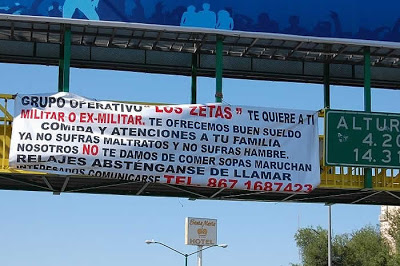 GRUPO OPERATIVO "LOS ZETAS" TE QUIERE A TI
MILITAR O EX-MILITAR. TE OFRECEMOS BUEN SUELDO
COMIDA Y ATENCIONES A TU FAMILIA
YA NO SUFRAS MALTRATOS Y NO SUFRAS HAMBRE.
NOSOTROS NO TE DAMOS DE COMER SOPAS MARUCHAN
RELAJES ABSTÉNGANSE DE LLAMAR
INTERESADOS COMUNICARSE TEL. 867 1687423
ALTUR
4.20
14.3
HOTEL